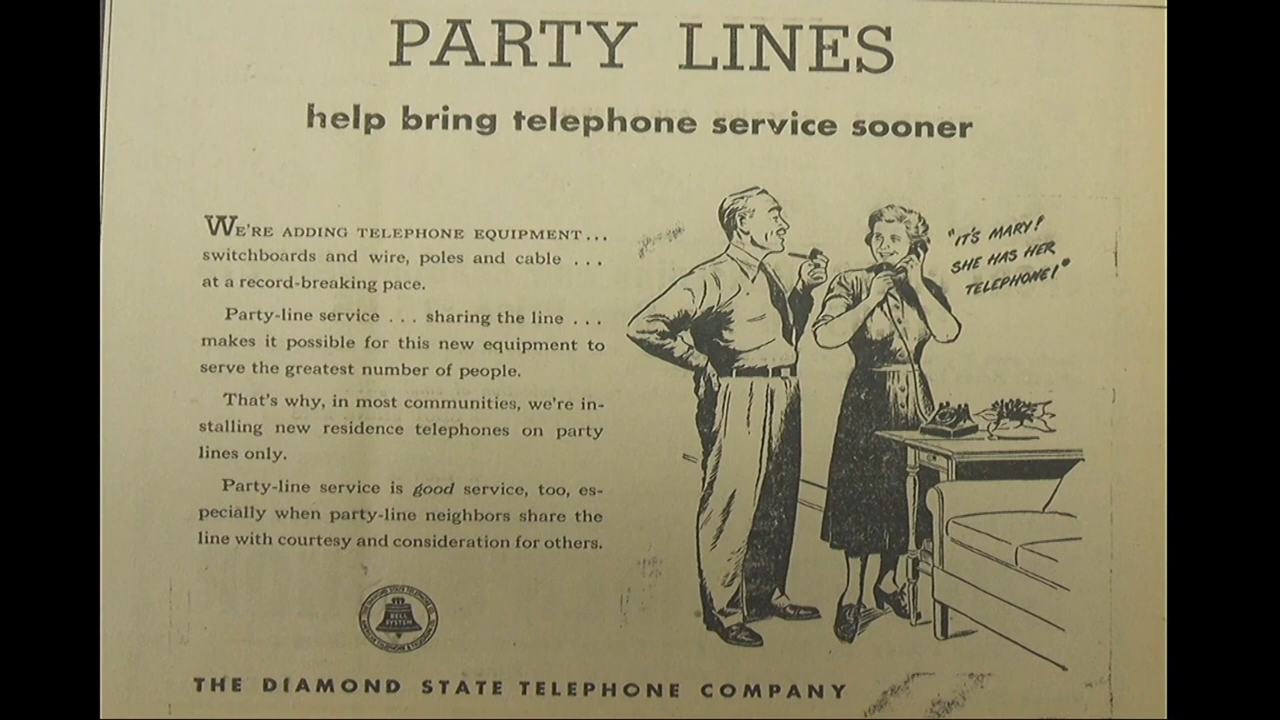 PARTY LINES
help bring telephone service sooner
WE'RE ADDING TELEPHONE EQUIPMENT...
switchboards and wire, poles and cable ...
at a record-breaking pace.
Party-line service ... sharing the line ...
makes it possible for this new equipment to
serve the greatest number of people.
That's why, in most communities, we're in-
stalling new residence telephones on party
lines only.
Party-line service is good service, too, es-
pecially when party-line neighbors share the
line with courtesy and consideration for others.
"IT'S MARY!
SHE HAS HER
TELEPHONE!"
BELL
SYSTEM
THE DIAMOND STATE TELEPHONE COMPANY